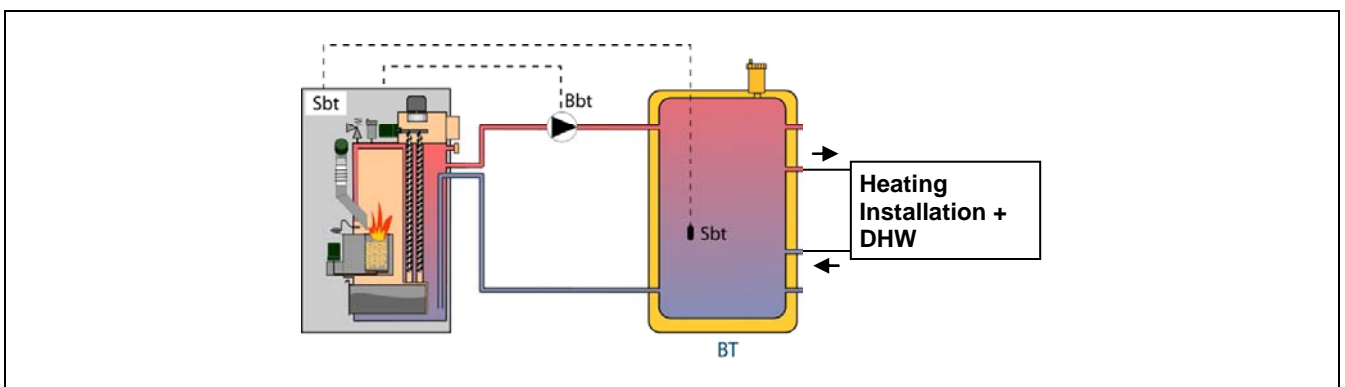 Sbt
Bbt
Sbt
Heating
Installation +
DHW
BT